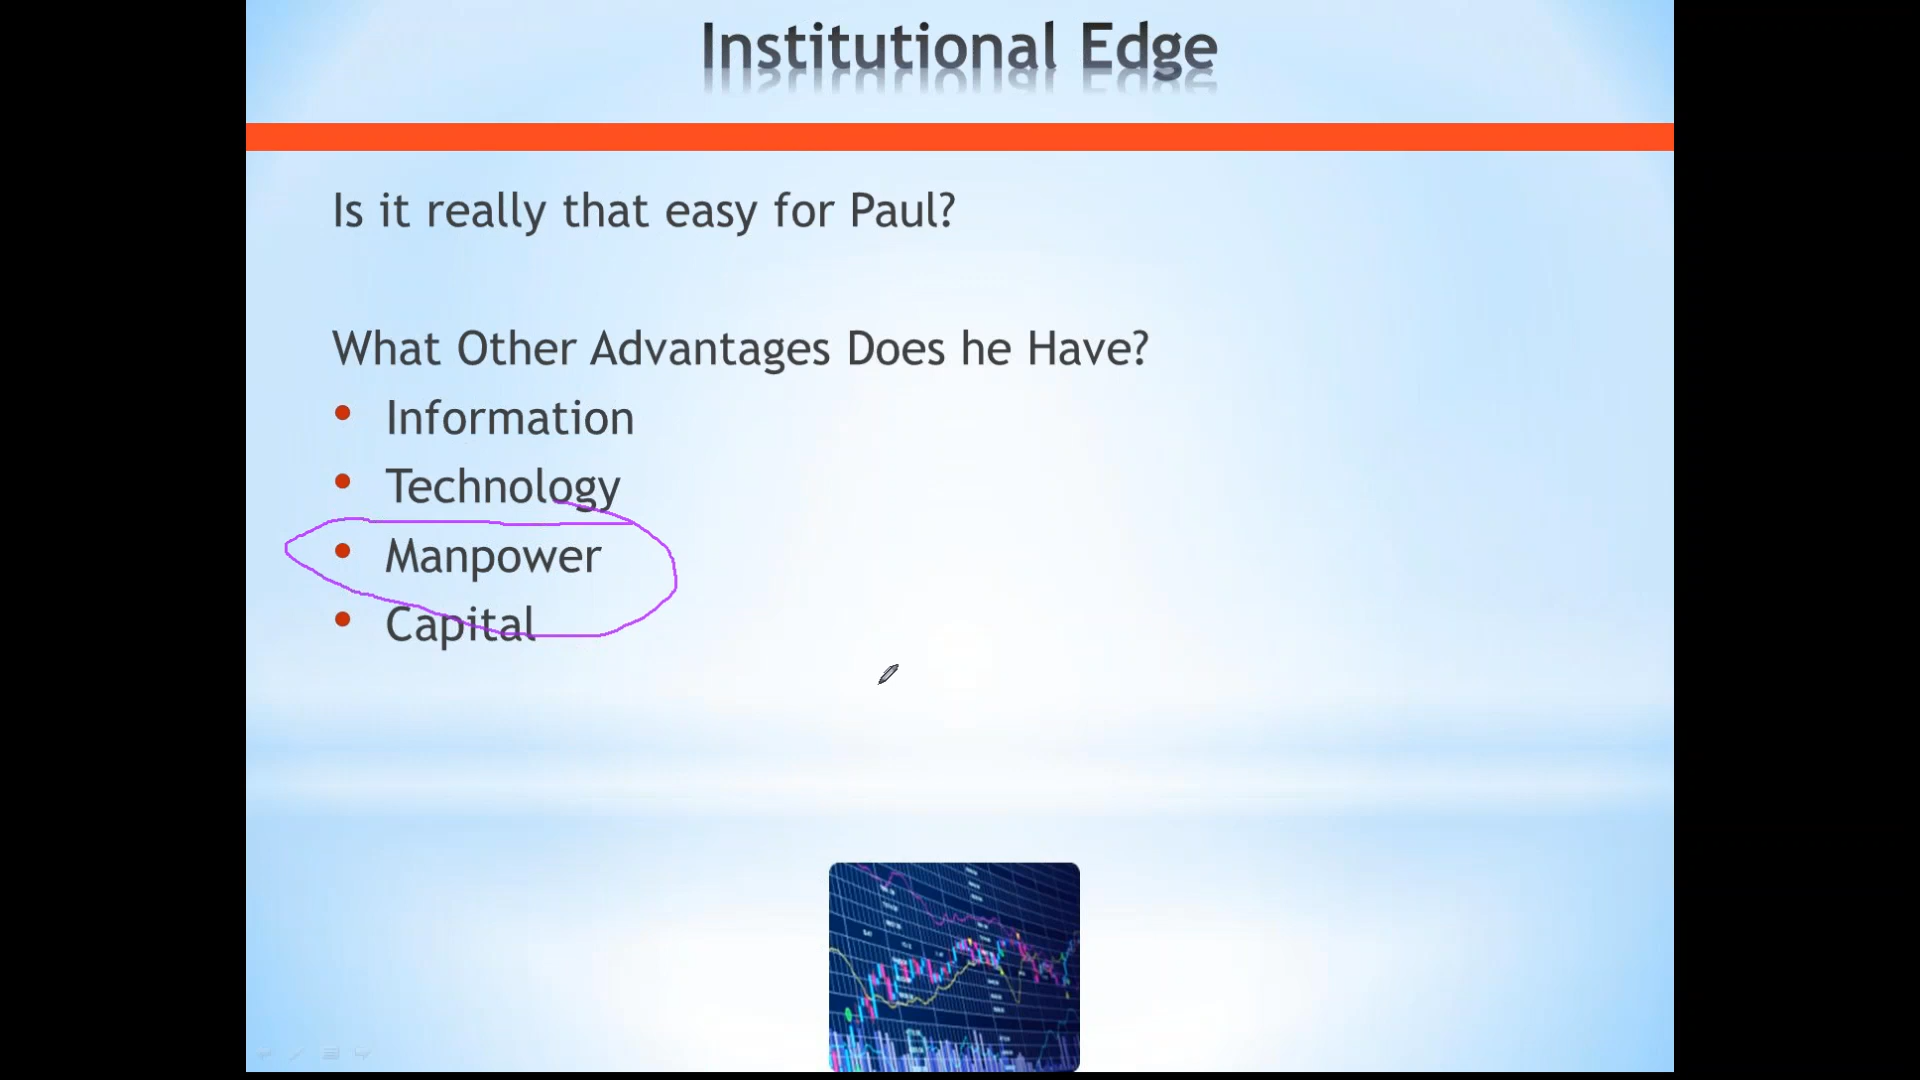 Institutional Edge
Is it really that easy for Paul?
What Other Advantages Does he Have?
• Information
• Technology
• Manpower
• Capital